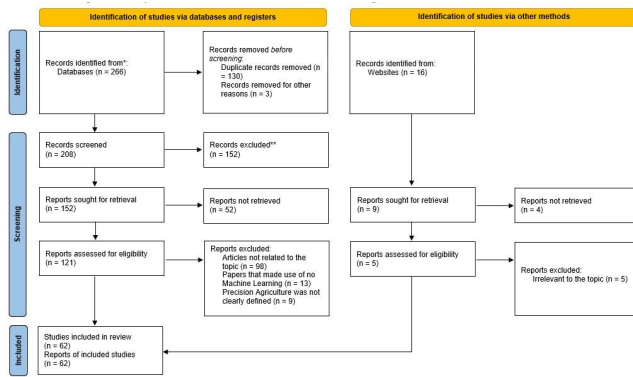 Identification of studies via databases and registers
Identification of studies via other methods
Identification
Records identified from*:
Databases (n = 266)
Records removed before
screening:
Duplicate records removed (n
= 130)
Records removed for other
reasons (n = 3)
Records identified from:
Websites (n = 16)
Screening
Records screened
(n = 208)
Records excluded**
(n = 152)
Reports sought for retrieval
(n = 152)
Reports not retrieved
(n = 52)
Reports sought for retrieval
(n = 9)
Reports not retrieved
(n = 4)
Reports assessed for eligibility
(n = 121)
Reports excluded:
Articles not related to the
topic (n = 98)
Papers that made use of no
Machine Learning (n = 13)
Precision Agriculture was not
clearly defined (n = 9)
Reports assessed for eligibility
(n = 5)
Reports excluded:
Irrelevant to the topic (n = 5)
Included
Studies included in review
(n = 62)
Reports of included studies
(n = 62)